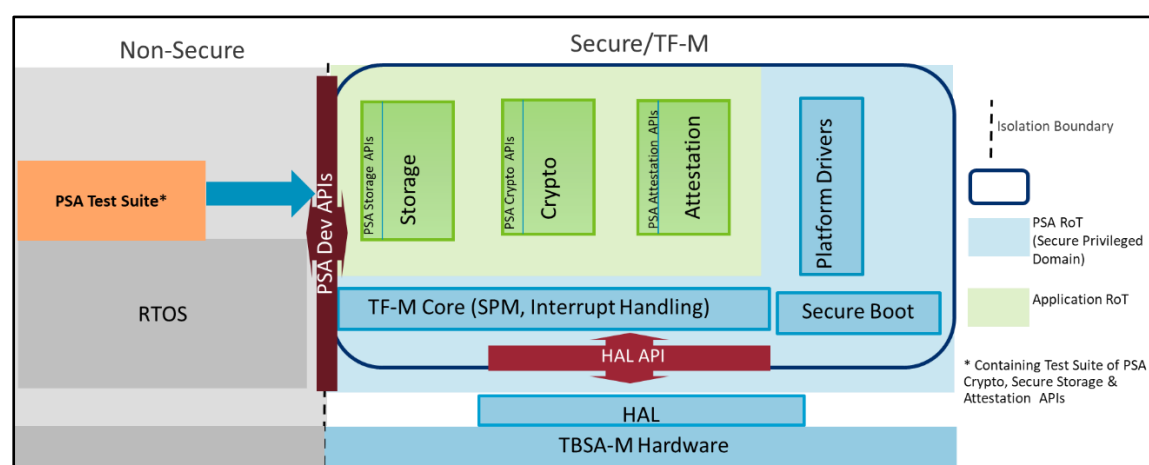 Non-Secure
Secure/TF-M
PSA Test Suite*
RTOS
PSA Dev APIs
PSA Storage APIs
Storage
PSA Crypto APIs
Crypto
PSA Attestation APIs
Attestation
Platform Drivers
TF-M Core (SPM, Interrupt Handling)
Secure Boot
HAL API
HAL
TBSA-M Hardware
Isolation Boundary
PSA RoT
(Secure Privileged
Domain)
Application RoT
* Containing Test Suite of PSA
Crypto, Secure Storage &
Attestation APIs